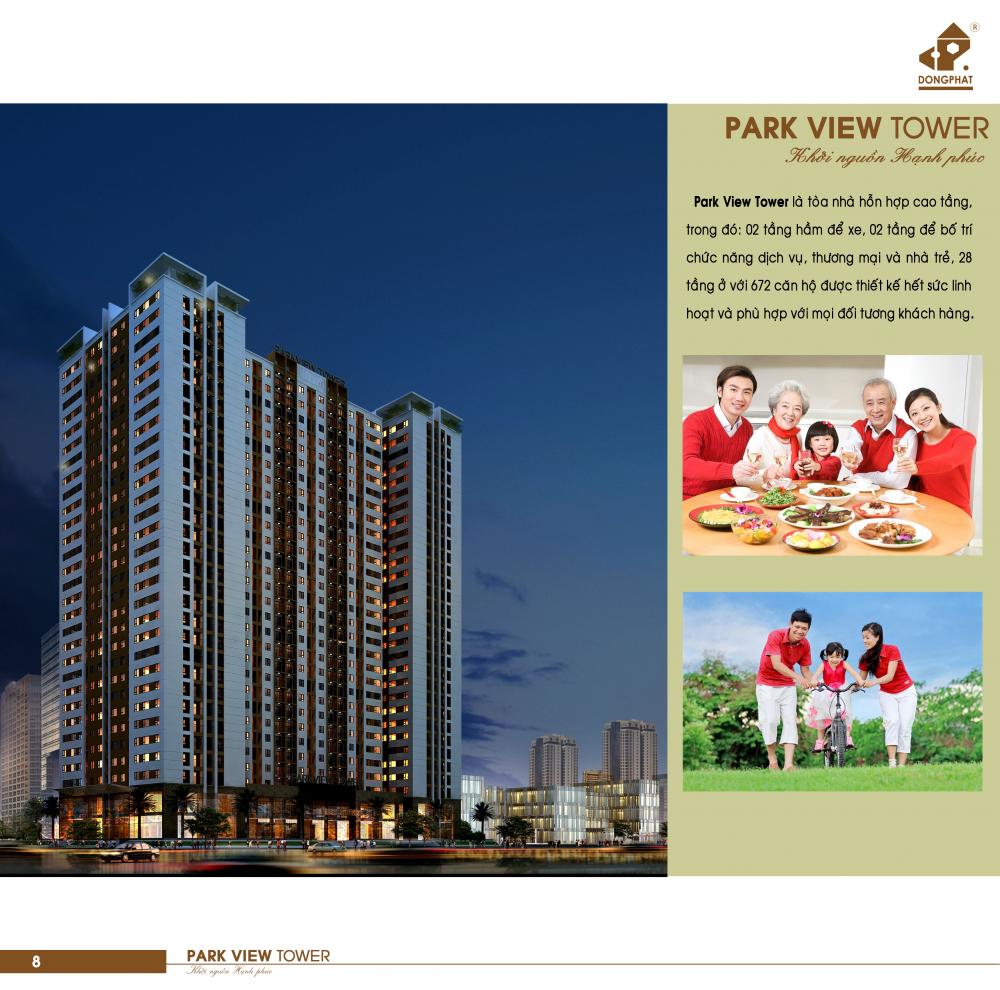 ®
DONGPHAT
PARK VIEW TOWER
Khởi nguồn Hạnh phúc
Park View Tower là tòa nhà hỗn hợp cao tầng,
trong đó: 02 tầng hầm để xe, 02 tầng để bố trí
chức năng dịch vụ, thương mại và nhà trẻ, 28
tầng ở với 672 căn hộ được thiết kế hết sức linh
hoạt và phù hợp với mọi đối tương khách hàng.
PARKVIEW TOWER
8
PARK VIEW TOWER
Khởi nguồn Hạnh phúc